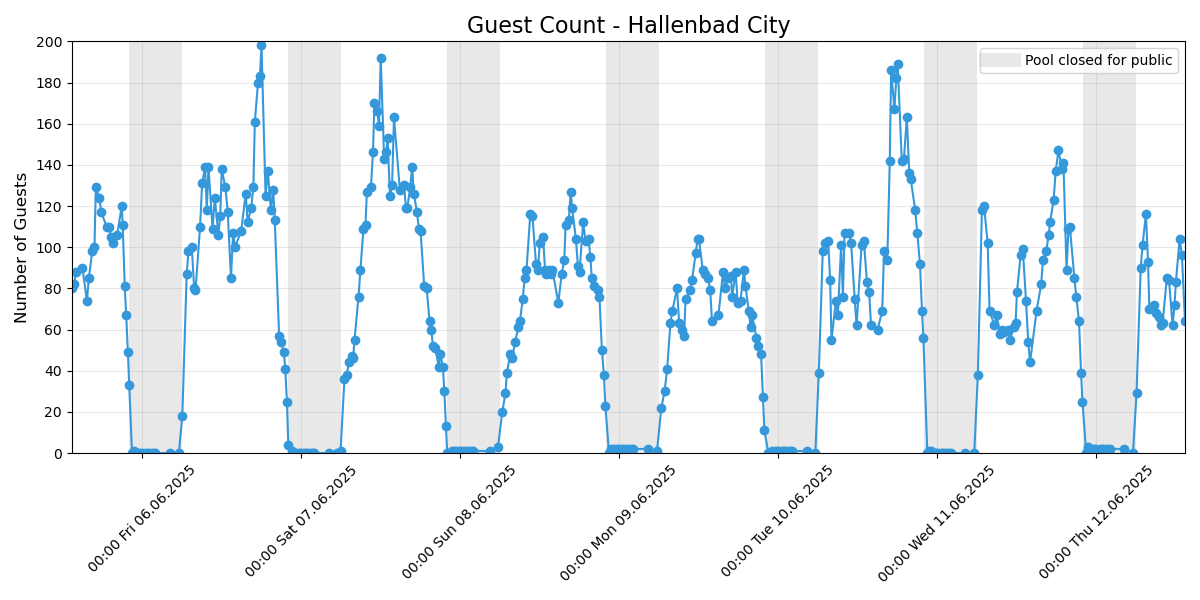 Guest Count - Hallenbad City
Pool closed for public
Number of Guests
200
180
160
140
120
100
80
60
40
20
0
00:00 Fri 06.06.2025
00:00 Sat 07.06.2025
00:00 Sun 08.06.2025
00:00 Mon 09.06.2025
00:00 Tue 10.06.2025
00:00 Wed 11.06.2025
00:00 Thu 12.06.2025